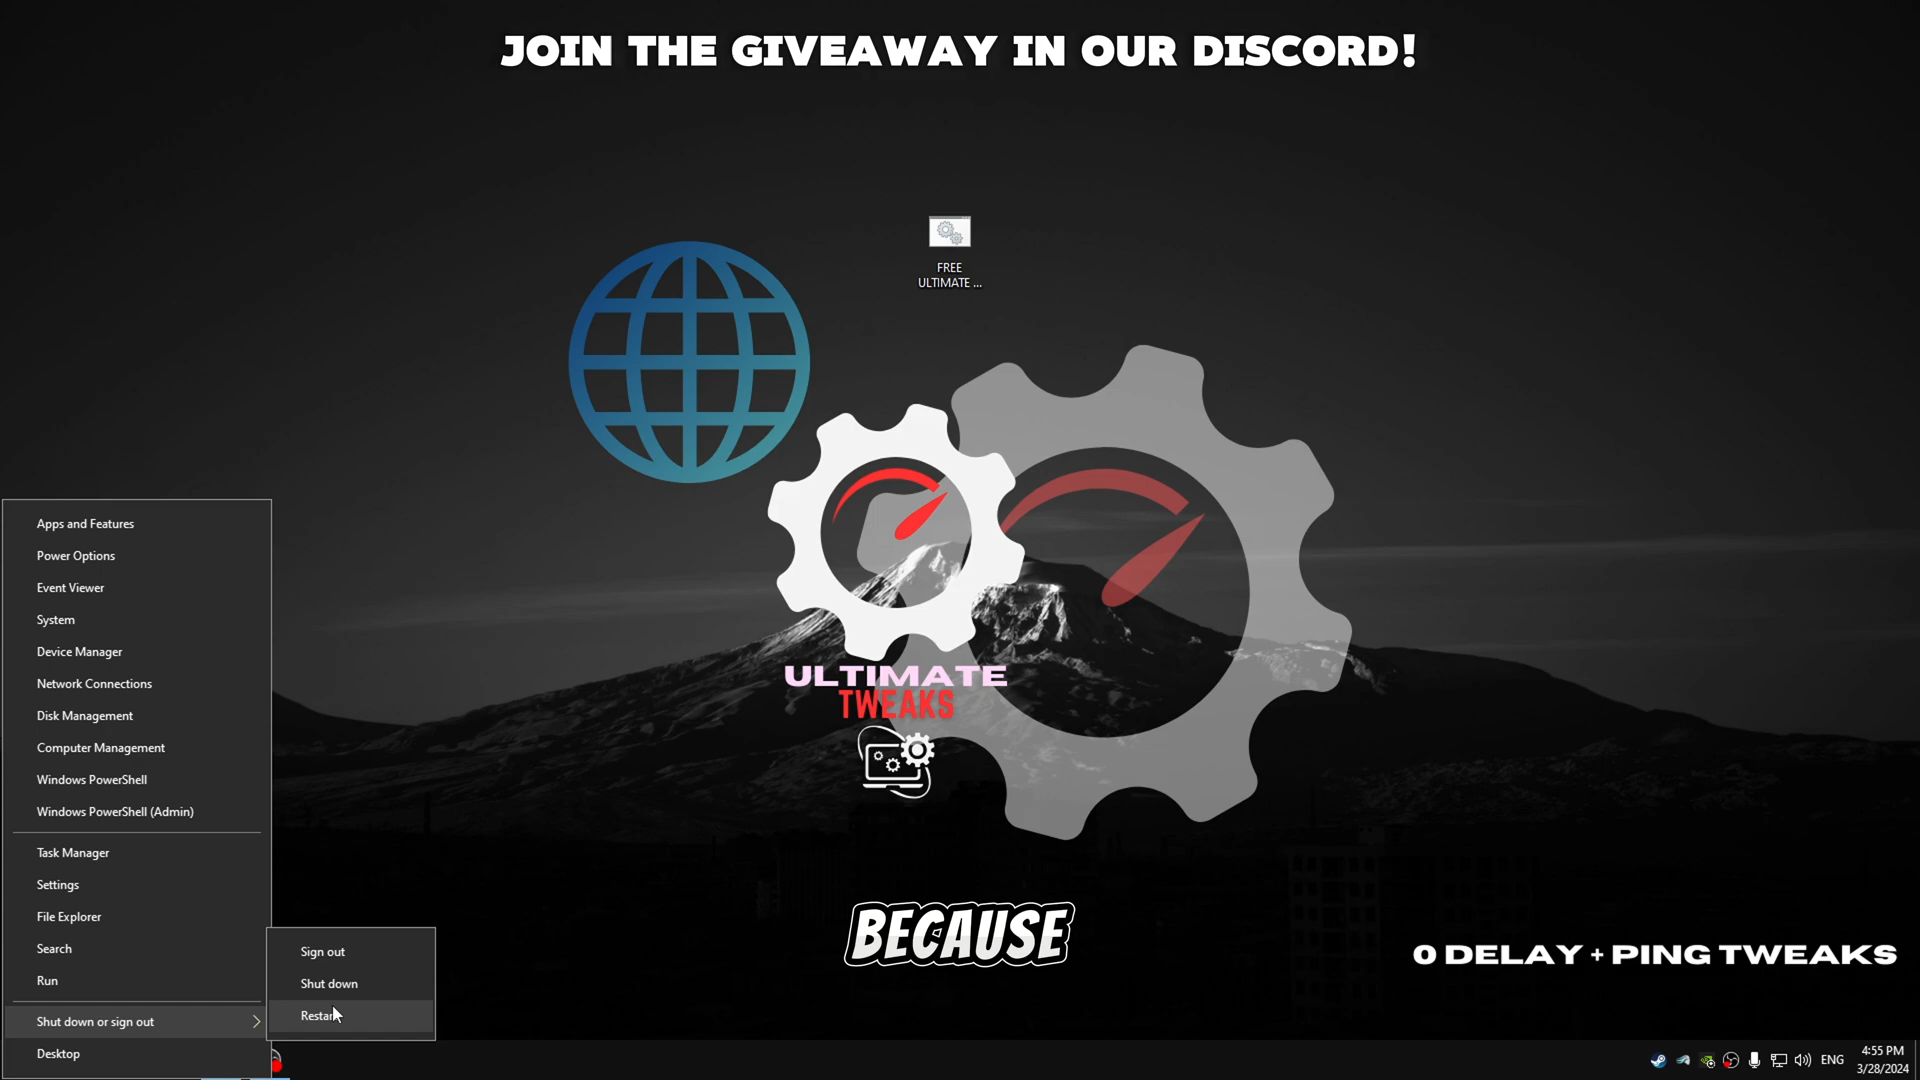 JOIN THE GIVEAWAY IN OUR DISCORD!
FREE
ULTIMATE ...
ULTIMATE
TWEAKS
Apps and Features
Power Options
Event Viewer
System
Device Manager
Network Connections
Disk Management
Computer Management
Windows PowerShell
Windows PowerShell (Admin)
Task Manager
Settings
File Explorer
Search
Run
Shut down or sign out
Desktop
Sign out
Shut down
Restart
BECAUSE
0 DELAY + PING TWEAKS
ENG
4:55 PM
3/28/2024